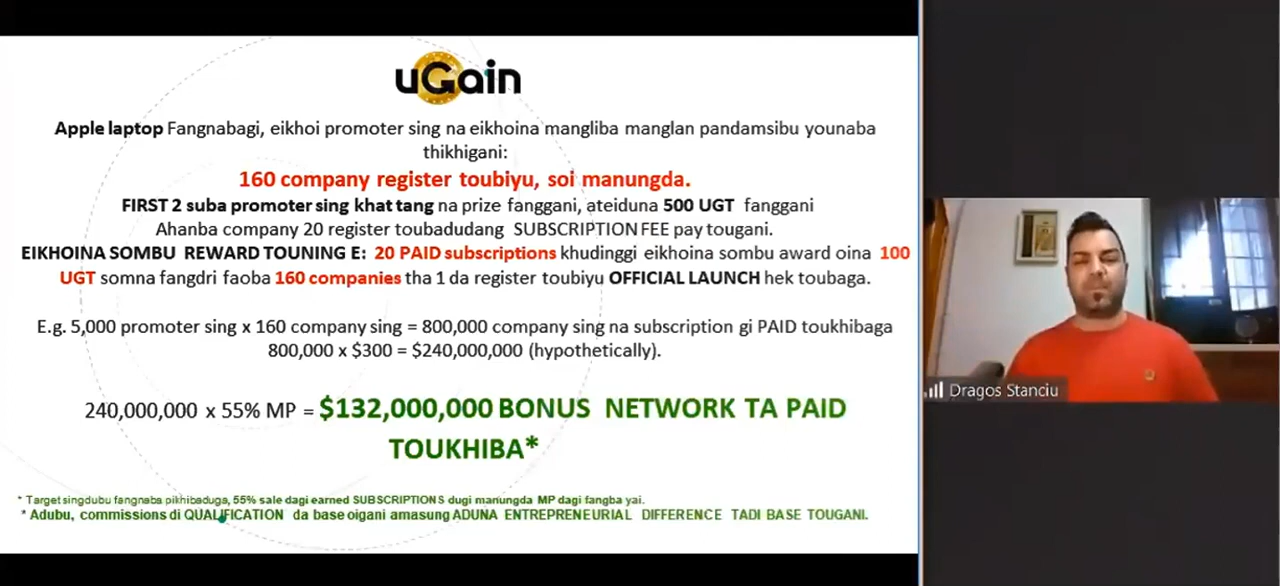 uGain
Apple laptop Fangnabagi, eikhoi promoter sing na eikhoina mangliba manglan pandamsibu younaba
thikhigani:
160 company register toubiyu, soi manungda.
FIRST 2 suba promoter sing khat tang na prize fanggani, ateiduna 500 UGT fanggani
Ahanba company 20 register toubadudang SUBSCRIPTION FEE pay tougani.
EIKHOINA SOMBU REWARD TOUNING E: 20 PAID subscriptions khudinggi eikhoina sombu award oina 100
UGT somna fangdri faoba 160 companies tha 1 da register toubiyu OFFICIAL LAUNCH hek toubaga.
E.g. 5,000 promoter sing x 160 company sing = 800,000 company sing na subscription gi PAID toukhibaga
800,000 x $300 = $240,000,000 (hypothetically).
240,000,000 x 55% MP = $132,000,000 BONUS NETWORK TA PAID
TOUKHIBA*
* Target singdubu fangnaba pikhibaduga, 55% sale dagi earned SUBSCRIPTIONS dugi manungda MP dagi fangba yai.
* Adubu, commissions di QUALIFICATION da base oigani amasung ADUNA ENTREPRENEURIAL DIFFERENCE TADI BASE TOUGANI.
Dragos Stanciu